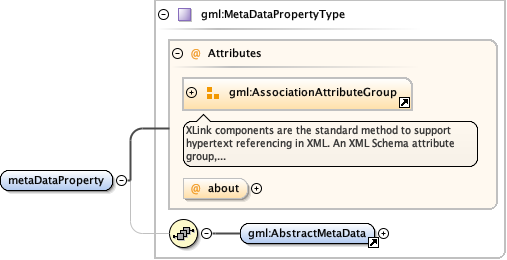 gml:MetaDataPropertyType
@ Attributes
gml:AssociationAttributeGroup
XLink components are the standard method to support
hypertext referencing in XML. An XML Schema attribute
group,...
metaDataProperty
@ about
gml:AbstractMetaData